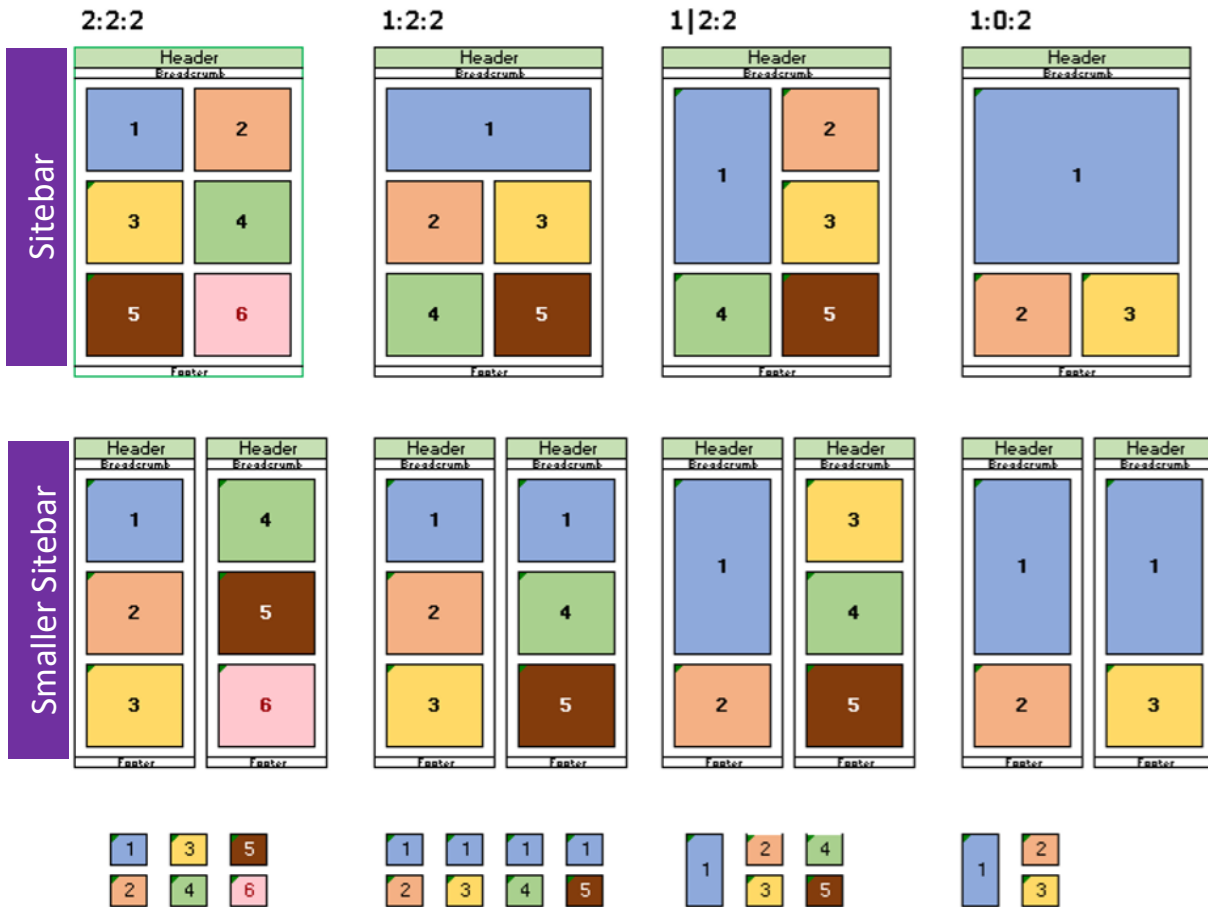 2:2:2
1:2:2
1|2:2
1:0:2
Sitebar
Header
Breadcrumb
1 2
3 4
5 6
Footer
Header
Breadcrumb
1
2 3
4 5
Footer
Header
Breadcrumb
1 2
3
4 5
Footer
Header
Breadcrumb
1
2 3
Footer
Smaller Sitebar
Header
Breadcrumb
1
2
3
Footer
Header
Breadcrumb
4
5
6
Footer
Header
Breadcrumb
1
2
3
Footer
Header
Breadcrumb
1
4
5
Footer
Header
Breadcrumb
1
2
Footer
Header
Breadcrumb
3
4
5
Footer
Header
Breadcrumb
1
2
Footer
Header
Breadcrumb
1
3
Footer
1 3 5
2 4 6
1 1 1 1
2 3 4 5
1 2 4
3 5
1 2
3